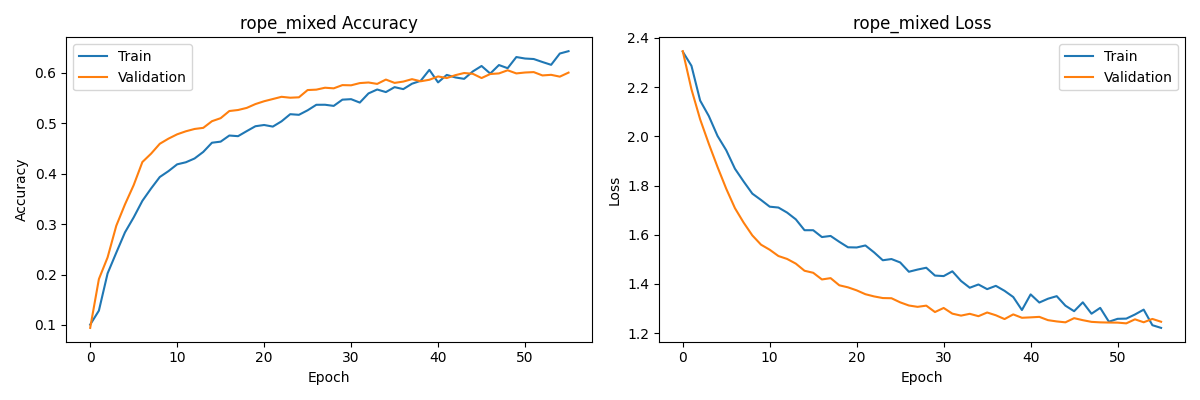 rope_mixed Accuracy
Train
Validation
0.6
0.5
0.4
0.3
0.2
0.1
Accuracy
0
10
20
30
40
50
Epoch
rope_mixed Loss
Train
Validation
2.4
2.2
2.0
1.8
1.6
1.4
1.2
Loss
0
10
20
30
40
50
Epoch